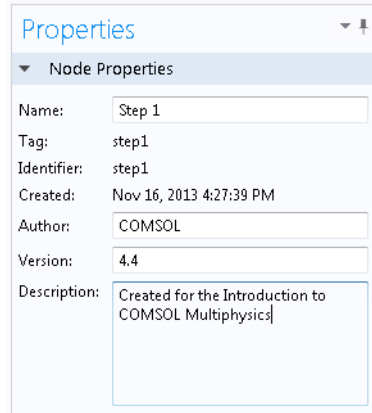 Properties
Node Properties
Name: Step 1
Tag: step1
Identifier: step1
Created: Nov 16, 2013 4:27:39 PM
Author: COMSOL
Version: 4.4
Description: Created for the Introduction to
COMSOL Multiphysics